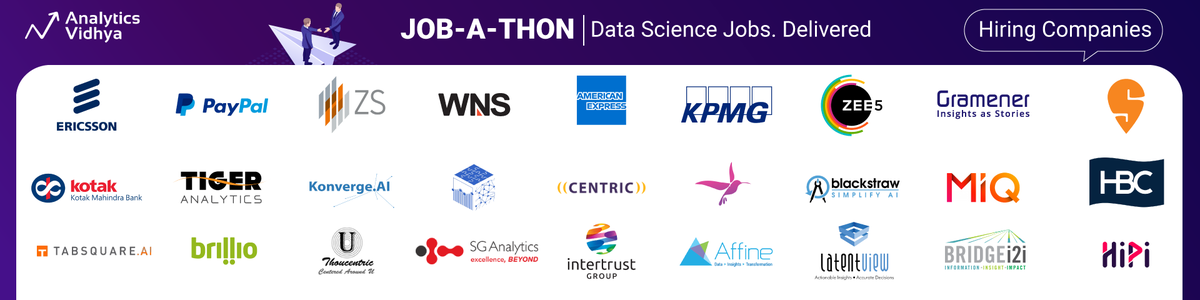 Analytics
Vidhya
JOB-A-THON | Data Science Jobs. Delivered
Hiring Companies
ERICSSON
PayPal
ZS
WNS
AMERICAN
EXPRESS
KPMG
ZEE5
Gramener
Insights as Stories
kotak
Kotak Mahindra Bank
TIGER
ANALYTICS
Konverge.AI
((CENTRIC))
blackstraw
SIMPLIFY AI
MiQ
HBC
TABSQUARE.AI
brillio
U
Thoucentric
Centered Around U
SG Analytics
excellence, BEYOND
intertrust
GROUP
Affine
Data • Insights • Transformation
LatentView
Actionable Insights • Accurate Decisions
BRIDGEi2i
INFORMATION•INSIGHT•IMPACT
HiPi